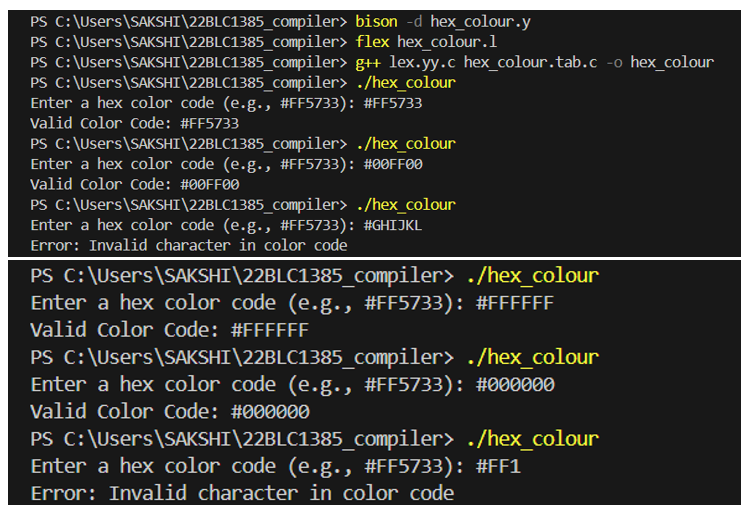 PS C:\Users\SAKSHI\22BLC1385_compiler> bison -d hex_colour.y
PS C:\Users\SAKSHI\22BLC1385_compiler> flex hex_colour.l
PS C:\Users\SAKSHI\22BLC1385_compiler> g++ lex.yy.c hex_colour.tab.c -o hex_colour
PS C:\Users\SAKSHI\22BLC1385_compiler> ./hex_colour
Enter a hex color code (e.g., #FF5733): #FF5733
Valid Color Code: #FF5733
PS C:\Users\SAKSHI\22BLC1385_compiler> ./hex_colour
Enter a hex color code (e.g., #FF5733): #00FF00
Valid Color Code: #00FF00
PS C:\Users\SAKSHI\22BLC1385_compiler> ./hex_colour
Enter a hex color code (e.g., #FF5733): #GHIJKL
Error: Invalid character in color code
PS C:\Users\SAKSHI\22BLC1385_compiler> ./hex_colour
Enter a hex color code (e.g., #FF5733): #FFFFFF
Valid Color Code: #FFFFFF
PS C:\Users\SAKSHI\22BLC1385_compiler> ./hex_colour
Enter a hex color code (e.g., #FF5733): #000000
Valid Color Code: #000000
PS C:\Users\SAKSHI\22BLC1385_compiler> ./hex_colour
Enter a hex color code (e.g., #FF5733): #FF1
Error: Invalid character in color code